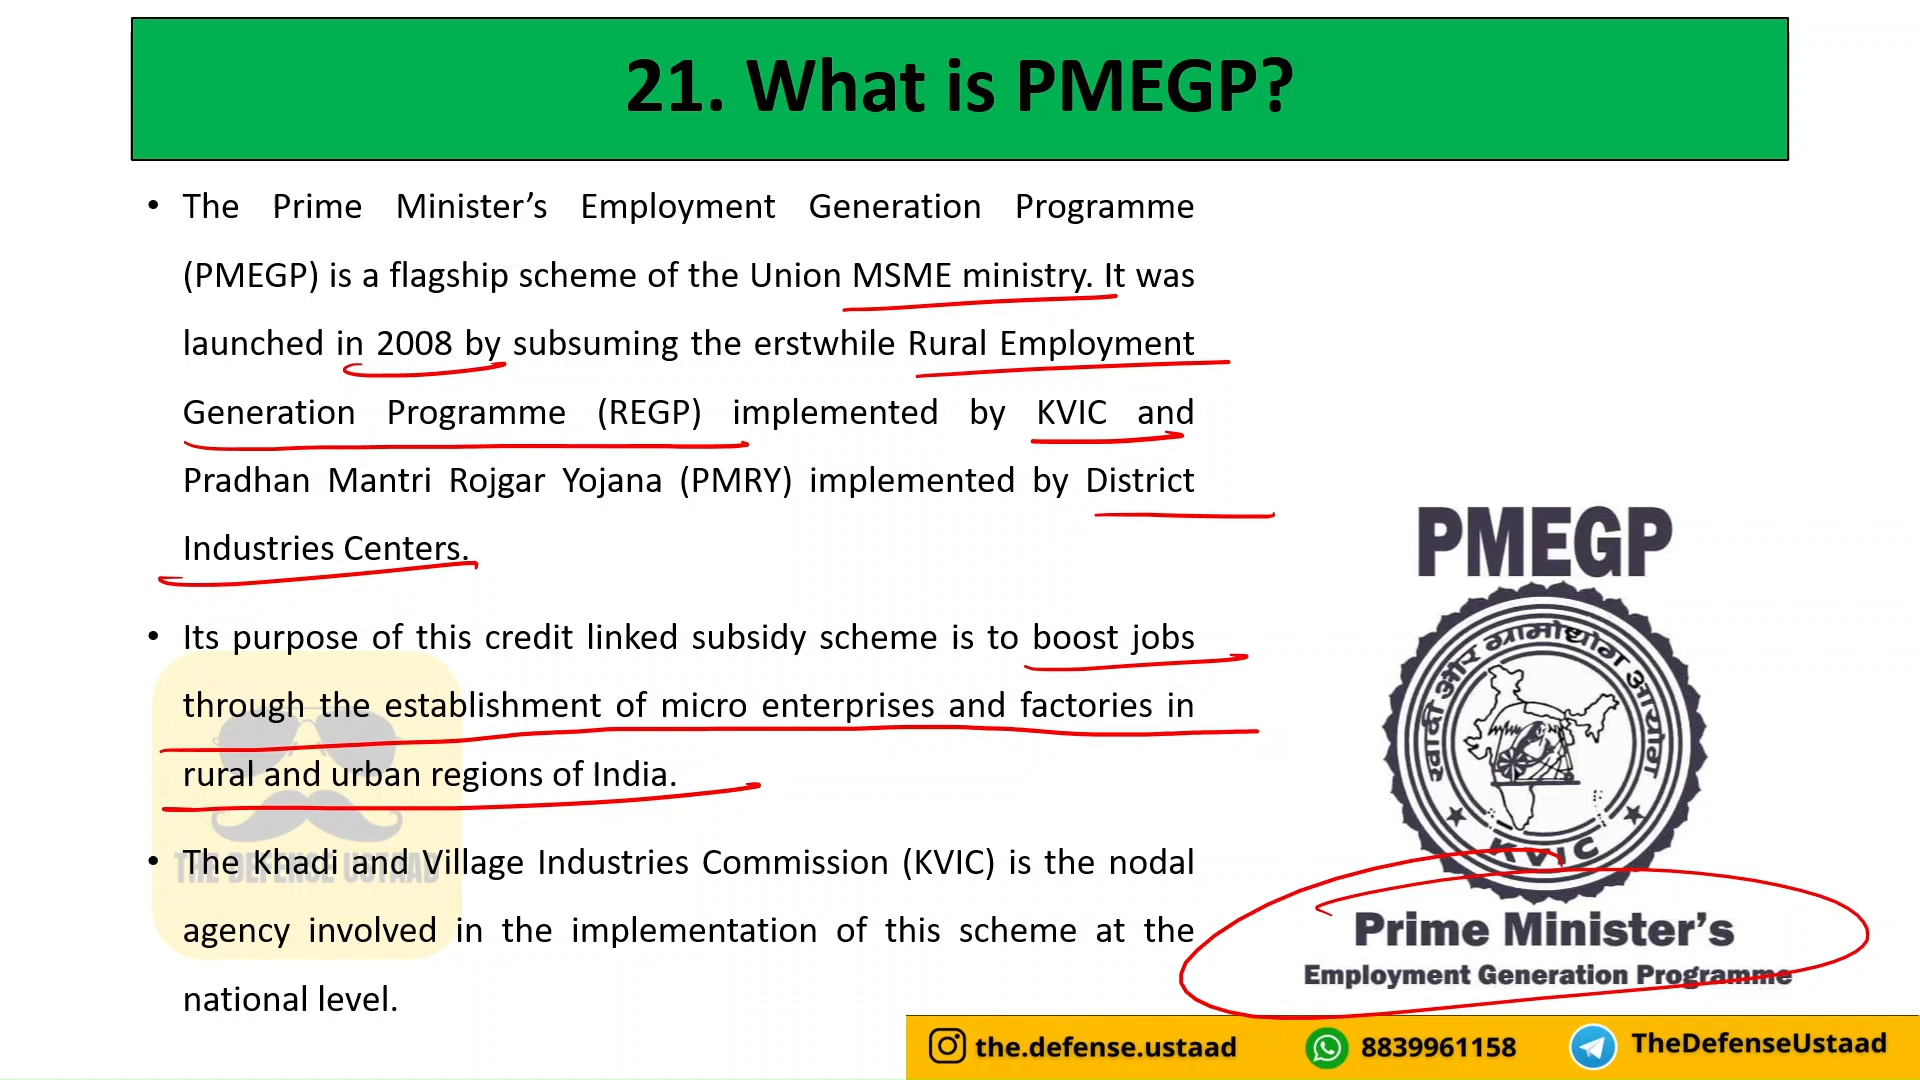 21. What is PMEGP?
• The Prime Minister’s Employment Generation Programme
(PMEGP) is a flagship scheme of the Union MSME ministry. It was
launched in 2008 by subsuming the erstwhile Rural Employment
Generation Programme (REGP) implemented by KVIC and
Pradhan Mantri Rojgar Yojana (PMRY) implemented by District
Industries Centers.
• Its purpose of this credit linked subsidy scheme is to boost jobs
through the establishment of micro enterprises and factories in
rural and urban regions of India.
• The Khadi and Village Industries Commission (KVIC) is the nodal
agency involved in the implementation of this scheme at the
national level.
THE DEFENSE USTAAD
PMEGP
खादी और ग्रामोद्योग आयोग
KVIC
Prime Minister’s
Employment Generation Programme
the.defense.ustaad
8839961158
TheDefenseUstaad